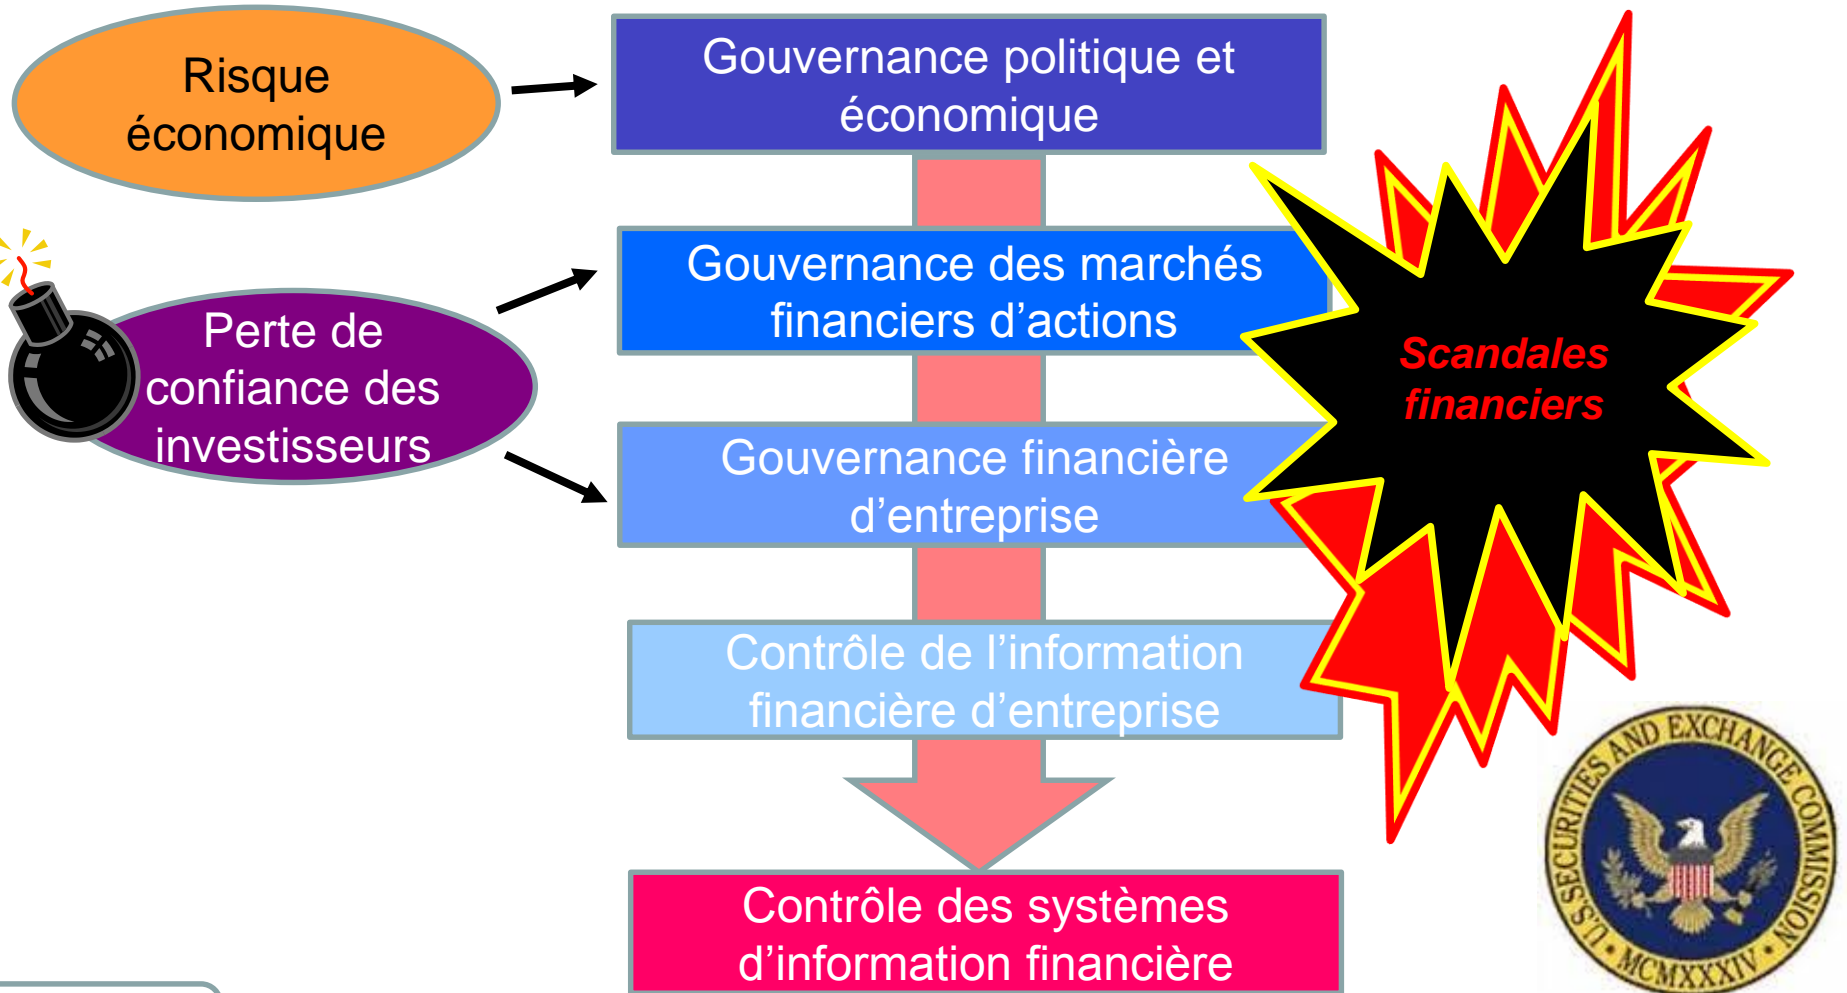 Risque
économique
Gouvernance politique et
économique
Gouvernance des marchés
financiers d’actions
Perte de
confiance des
investisseurs
Scandales
financiers
Gouvernance financière
d’entreprise
Contrôle de l’information
financière d’entreprise
Contrôle des systèmes
d’information financière
U.S. SECURITIES AND EXCHANGE COMMISSION
MCMXXXIV